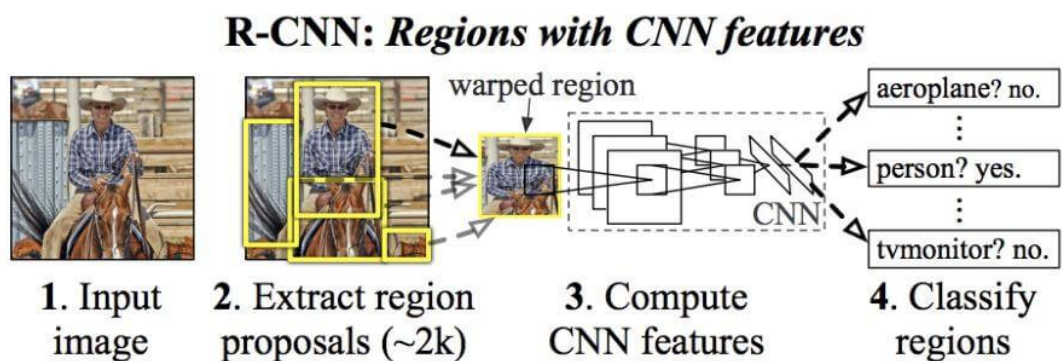 R-CNN: Regions with CNN features
warped region
aeroplane? no.
⋮
person? yes.
⋮
tvmonitor? no.
CNN
1. Input
image
2. Extract region
proposals (~2k)
3. Compute
CNN features
4. Classify
regions